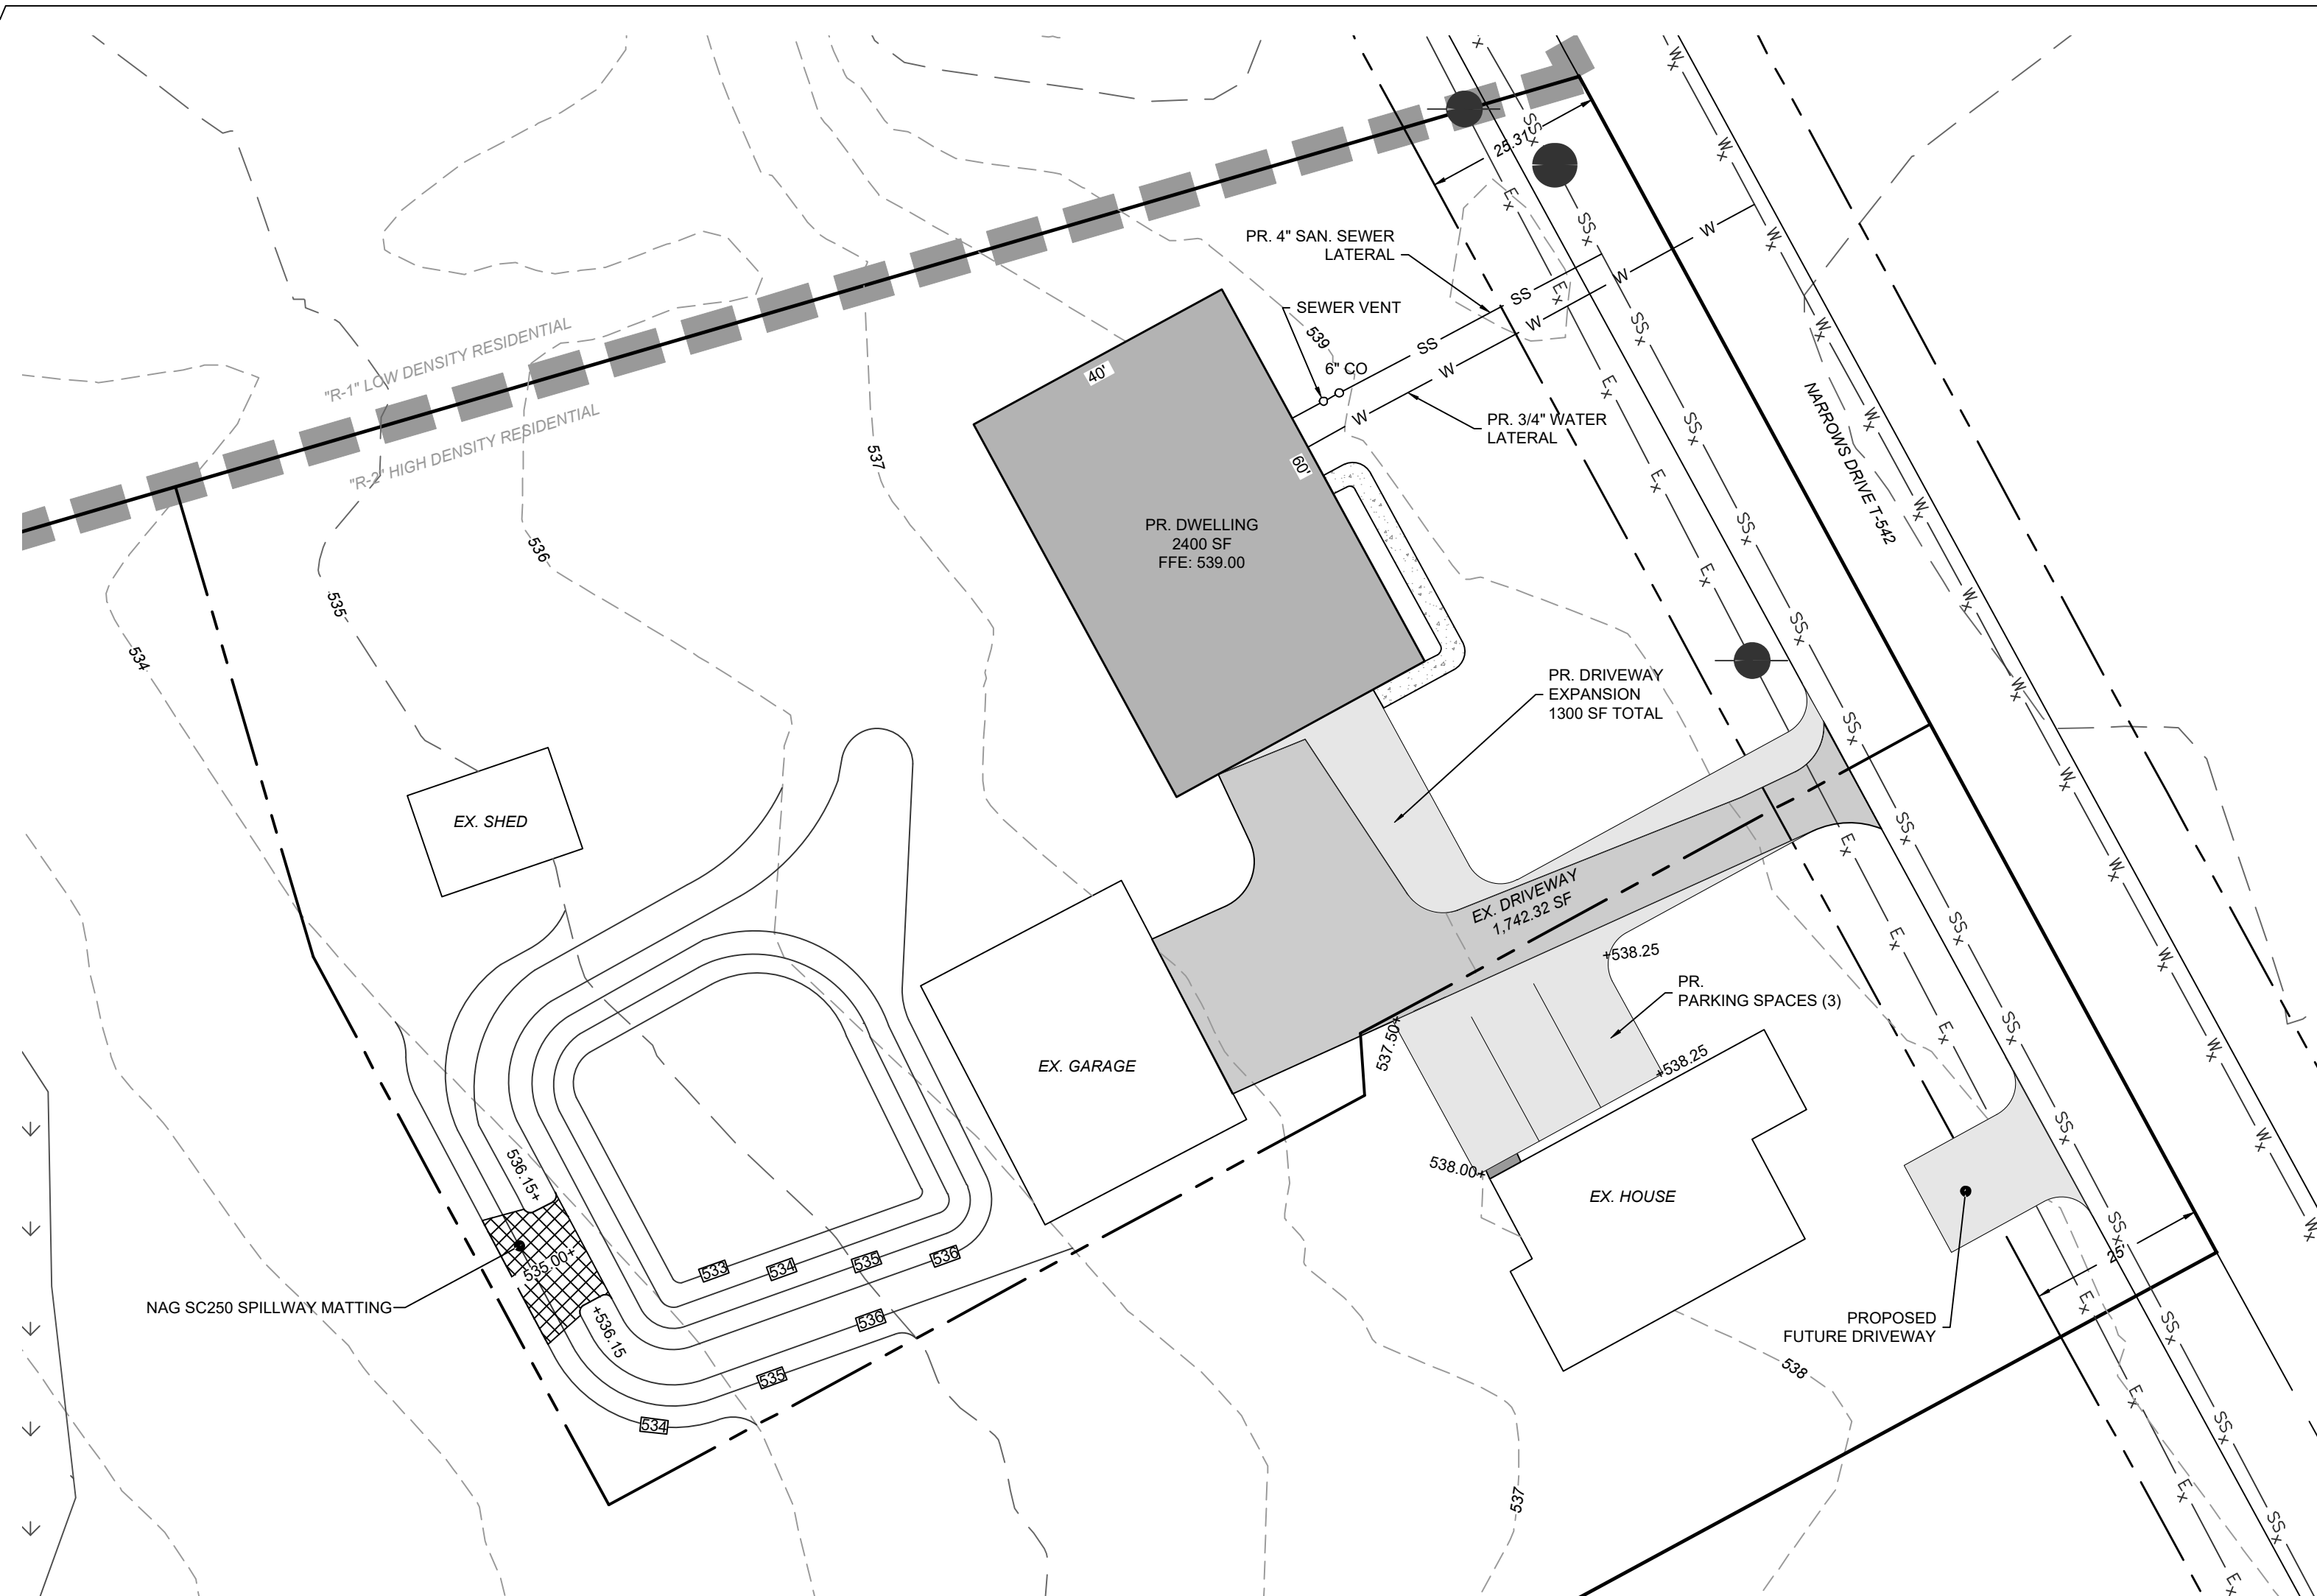 25.31'
PR. 4" SAN. SEWER
LATERAL
SEWER VENT
539
6" CO
SS
SS
W
W
W
W
W
PR. 3/4" WATER
LATERAL
NARROWS DRIVE T-542
"R-1" LOW DENSITY RESIDENTIAL
"R-2" HIGH DENSITY RESIDENTIAL
40'
60'
537
536
535
534
PR. DWELLING
2400 SF
FFE: 539.00
PR. DRIVEWAY
EXPANSION
1300 SF TOTAL
EX. SHED
EX. DRIVEWAY
1,742.32 SF
+538.25
PR.
PARKING SPACES (3)
537.50+
+538.25
EX. GARAGE
538.00+
EX. HOUSE
536.15+
535.00+
+536.15
NAG SC250 SPILLWAY MATTING
533
534
535
536
536
535
534
25'
PROPOSED
FUTURE DRIVEWAY
538
537